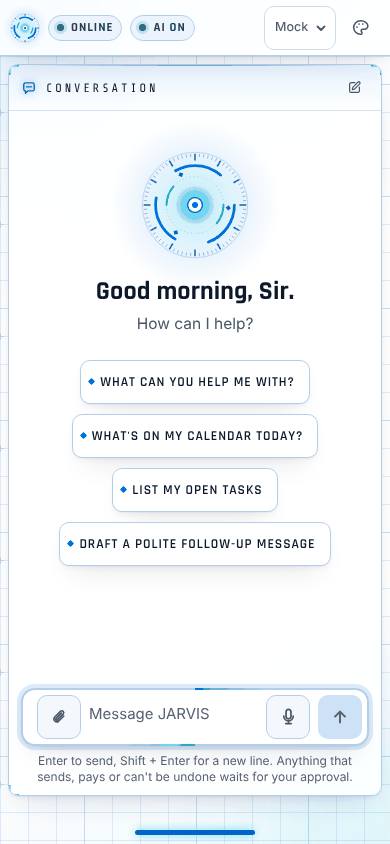 ONLINE
AI ON
Mock
CONVERSATION
Good morning, Sir.
How can I help?
WHAT CAN YOU HELP ME WITH?
WHAT'S ON MY CALENDAR TODAY?
LIST MY OPEN TASKS
DRAFT A POLITE FOLLOW-UP MESSAGE
Message JARVIS
Enter to send, Shift + Enter for a new line. Anything that
sends, pays or can't be undone waits for your approval.